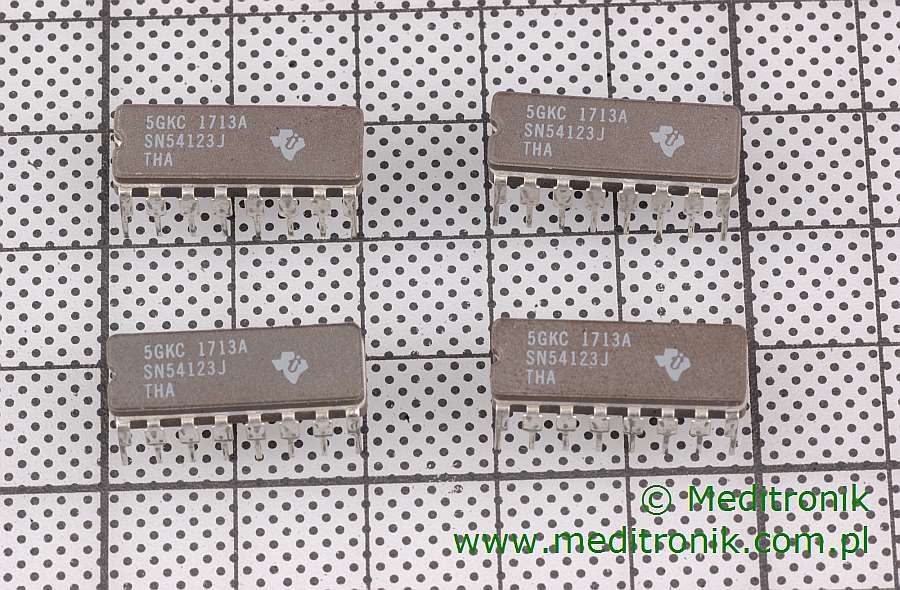 5GKC 1713A
SN54123J
THA
5GKC 1713A
SN54123J
THA
5GKC 1713A
SN54123J
THA
5GKC 1713A
SN54123J
THA
© Meditronik
www.meditronik.com.pl